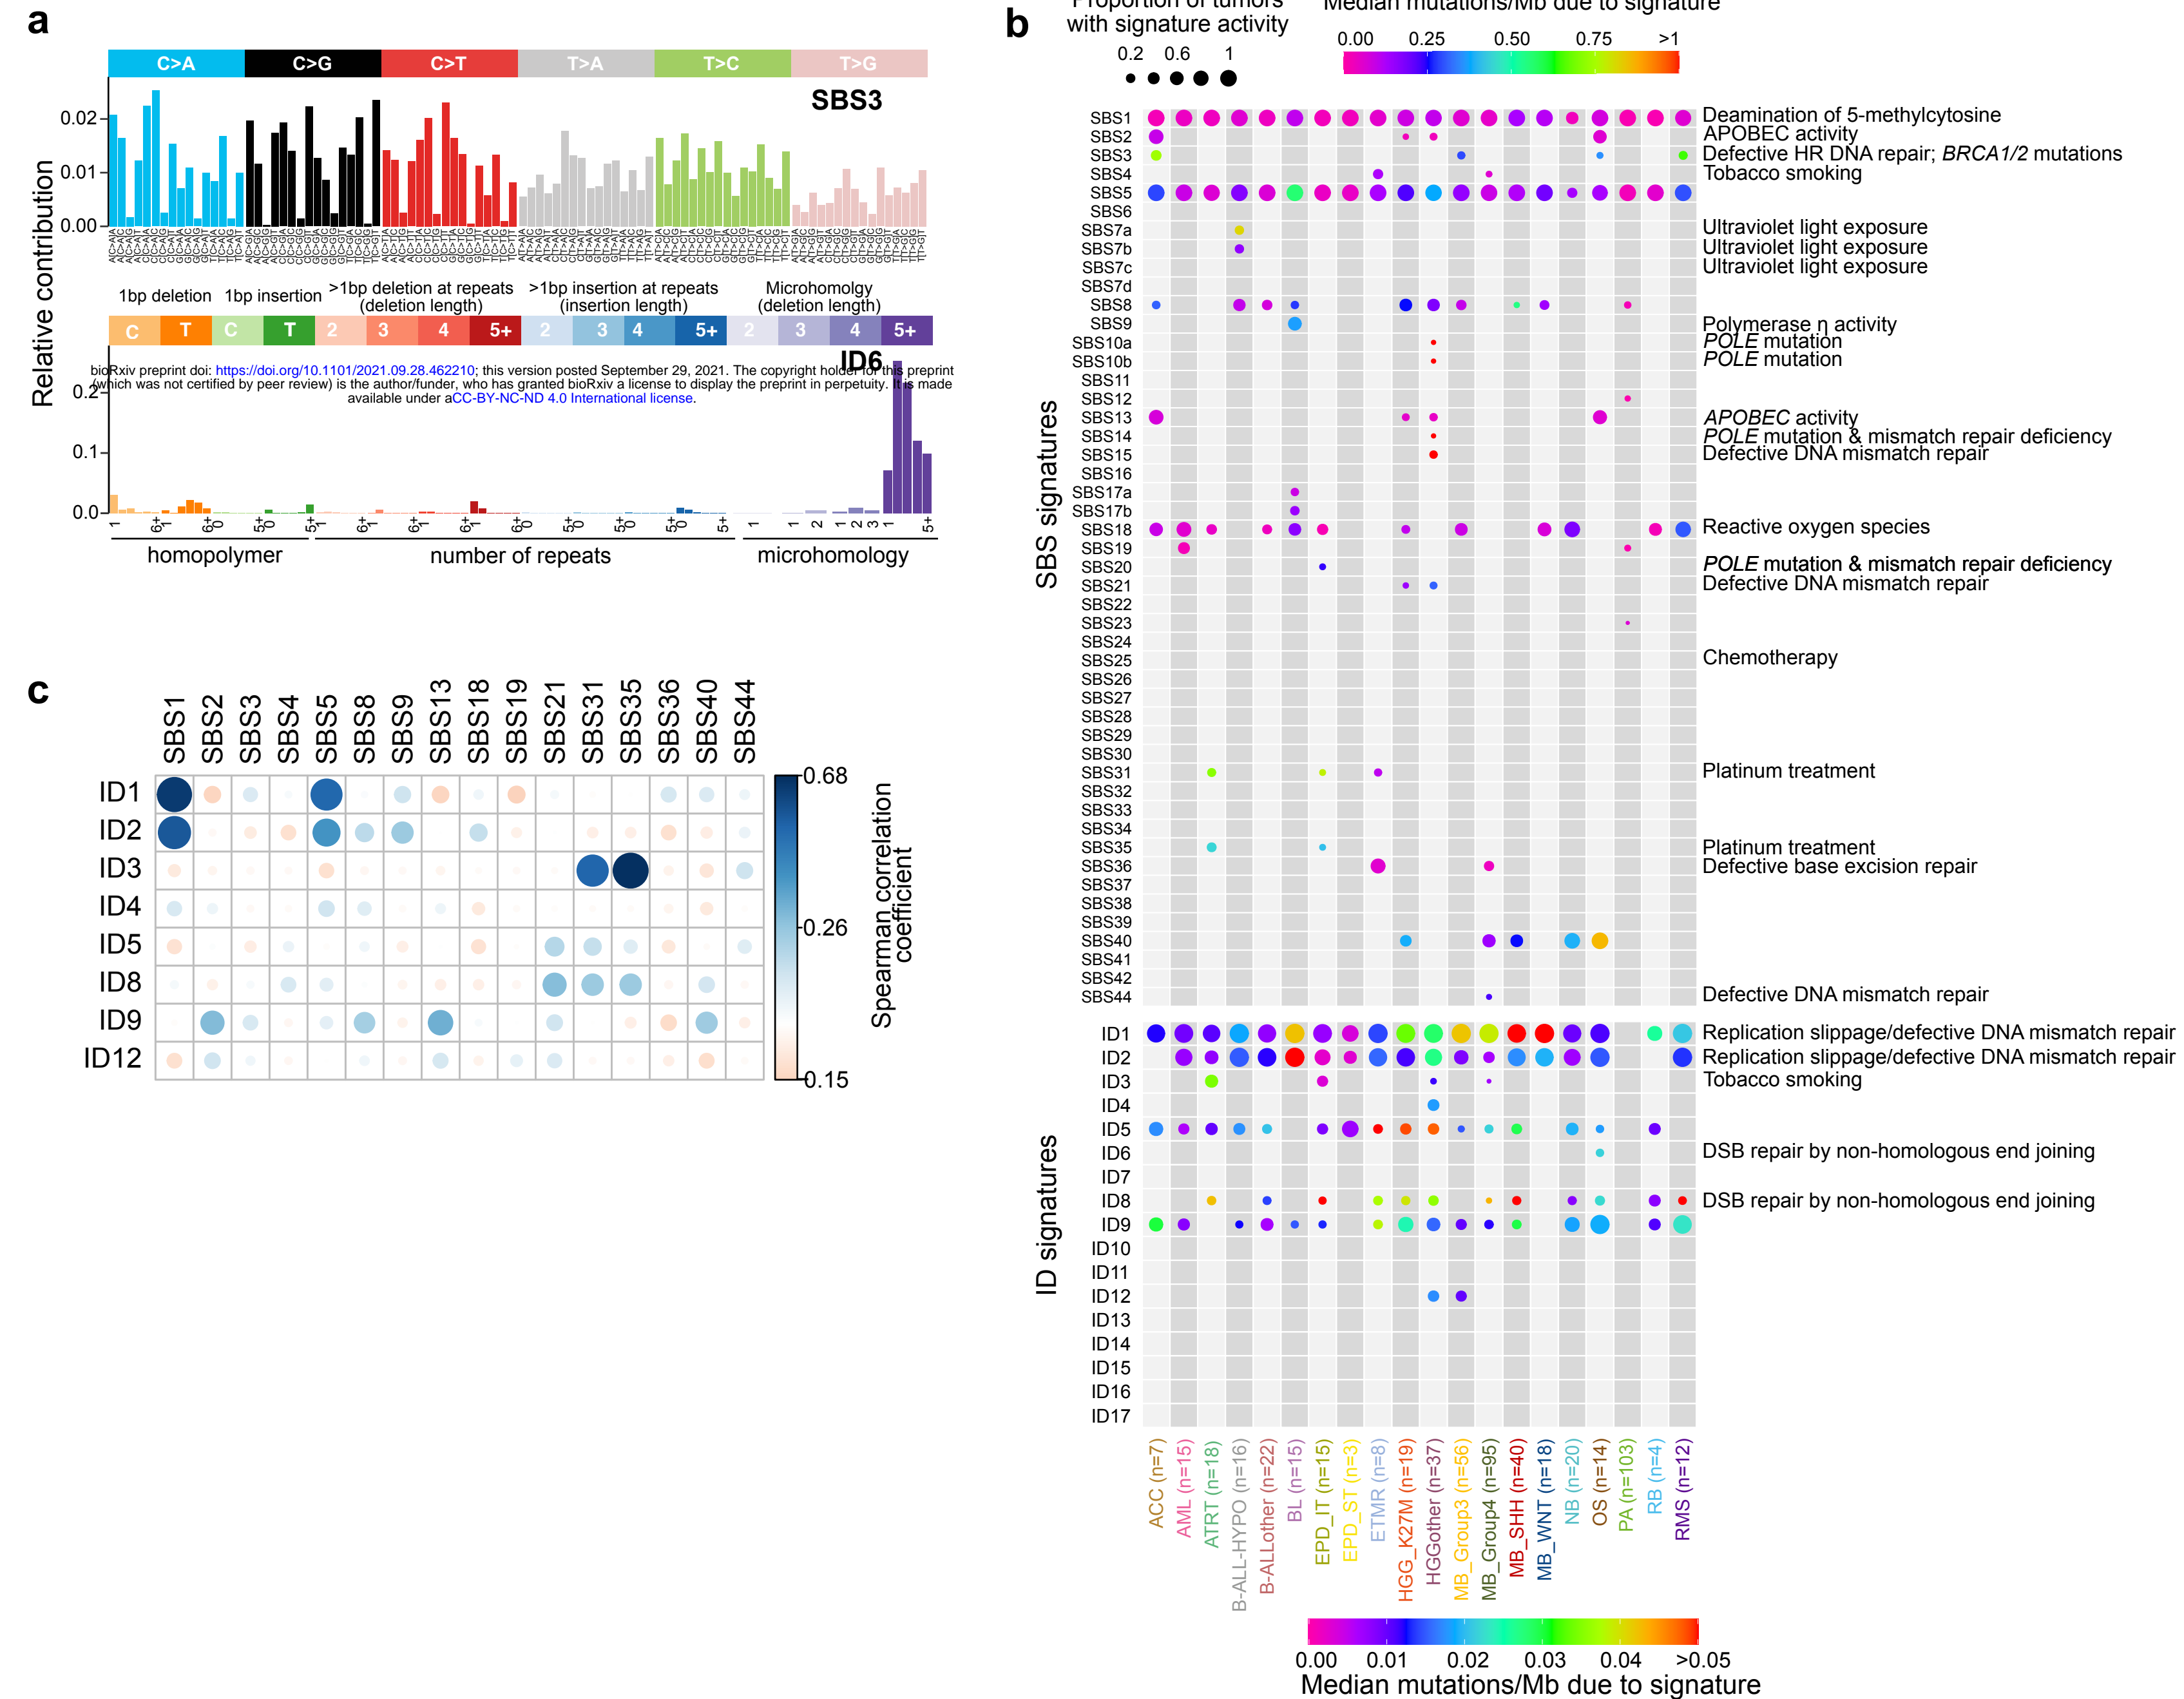 a
C>A C>G C>T T>A T>C T>G
SBS3
0.02
0.01
0.00
Relative contribution
1bp deletion 1bp insertion >1bp deletion at repeats (deletion length) >1bp insertion at repeats (insertion length) Microhomolgy (deletion length)
C T C T 2 3 4 5+ 2 3 4 5+ 2 3 4 5+
ID6
bioRxiv preprint doi: https://doi.org/10.1101/2021.09.28.462210; this version posted September 29, 2021. The copyright holder for this preprint
(which was not certified by peer review) is the author/funder, who has granted bioRxiv a license to display the preprint in perpetuity. It is made
available under aCC-BY-NC-ND 4.0 International license.
0.2
0.1
0.0
homopolymer number of repeats microhomology
b
Proportion of tumors
with signature activity
0.2 0.6 1
Median mutations/Mb due to signature
0.00 0.25 0.50 0.75 >1
SBS signatures
SBS1 Deamination of 5-methylcytosine
SBS2 APOBEC activity
SBS3 Defective HR DNA repair; BRCA1/2 mutations
SBS4 Tobacco smoking
SBS5
SBS6
SBS7a Ultraviolet light exposure
SBS7b Ultraviolet light exposure
SBS7c Ultraviolet light exposure
SBS7d
SBS8
SBS9 Polymerase η activity
SBS10a POLE mutation
SBS10b POLE mutation
SBS11
SBS12
SBS13 APOBEC activity
SBS14 POLE mutation & mismatch repair deficiency
SBS15 Defective DNA mismatch repair
SBS16
SBS17a
SBS17b
SBS18 Reactive oxygen species
SBS19
SBS20 POLE mutation & mismatch repair deficiency
SBS21 Defective DNA mismatch repair
SBS22
SBS23
SBS24
SBS25 Chemotherapy
SBS26
SBS27
SBS28
SBS29
SBS30
SBS31 Platinum treatment
SBS32
SBS33
SBS34
SBS35 Platinum treatment
SBS36 Defective base excision repair
SBS37
SBS38
SBS39
SBS40
SBS41
SBS42
SBS44 Defective DNA mismatch repair
ID signatures
ID1 Replication slippage/defective DNA mismatch repair
ID2 Replication slippage/defective DNA mismatch repair
ID3 Tobacco smoking
ID4
ID5
ID6 DSB repair by non-homologous end joining
ID7
ID8 DSB repair by non-homologous end joining
ID9
ID10
ID11
ID12
ID13
ID14
ID15
ID16
ID17
ACC (n=7)
AML (n=15)
ATRT (n=18)
B-ALL-HYPO (n=16)
B-ALLother (n=22)
BL (n=15)
EPD_IT (n=15)
EPD_ST (n=3)
ETMR (n=8)
HGG_K27M (n=19)
HGGother (n=37)
MB_Group3 (n=56)
MB_Group4 (n=95)
MB_SHH (n=40)
MB_WNT (n=18)
NB (n=20)
OS (n=14)
PA (n=103)
RB (n=4)
RMS (n=12)
0.00 0.01 0.02 0.03 0.04 >0.05
Median mutations/Mb due to signature
c
SBS1 SBS2 SBS3 SBS4 SBS5 SBS8 SBS9 SBS13 SBS18 SBS19 SBS21 SBS31 SBS35 SBS36 SBS40 SBS44
ID1
ID2
ID3
ID4
ID5
ID8
ID9
ID12
0.68
0.26
0.15
Spearman correlation
coefficient